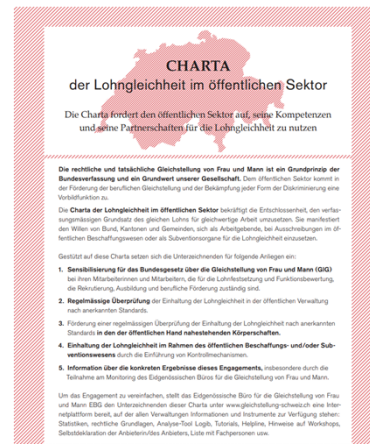 CHARTA
der Lohngleichheit im öffentlichen Sektor
Die Charta fordert den öffentlichen Sektor auf, seine Kompetenzen
und seine Partnerschaften für die Lohngleichheit zu nutzen
Die rechtliche und tatsächliche Gleichstellung von Frau und Mann ist ein Grundprinzip der
Bundesverfassung und ein Grundwert unserer Gesellschaft. Dem öffentlichen Sektor kommt in
der Förderung der beruflichen Gleichstellung und der Bekämpfung jeder Form der Diskriminierung eine
Vorbildfunktion zu.
Die Charta der Lohngleichheit im öffentlichen Sektor bekräftigt die Entschlossenheit, den verfas-
sungsmässigen Grundsatz des gleichen Lohns für gleichwertige Arbeit umzusetzen. Sie manifestiert
den Willen von Bund, Kantonen und Gemeinden, sich als Arbeitgebende, bei Ausschreibungen im öf-
fentlichen Beschaffungswesen oder als Subventionsorgane für die Lohngleichheit einzusetzen.
Gestützt auf diese Charta setzen sich die Unterzeichnenden für folgende Anliegen ein:
1. Sensibilisierung für das Bundesgesetz über die Gleichstellung von Frau und Mann (GlG)
bei ihren Mitarbeiterinnen und Mitarbeitern, die für die Lohnfestsetzung und Funktionsbewertung,
die Rekrutierung, Ausbildung und berufliche Förderung zuständig sind.
2. Regelmässige Überprüfung der Einhaltung der Lohngleichheit in der öffentlichen Verwaltung
nach anerkannten Standards.
3. Förderung einer regelmässigen Überprüfung der Einhaltung der Lohngleichheit nach anerkannten
Standards in den der öffentlichen Hand nahestehenden Körperschaften.
4. Einhaltung der Lohngleichheit im Rahmen des öffentlichen Beschaffungs- und/oder Sub-
ventionswesens durch die Einführung von Kontrollmechanismen.
5. Information über die konkreten Ergebnisse dieses Engagements, insbesondere durch die
Teilnahme am Monitoring des Eidgenössischen Büros für die Gleichstellung von Frau und Mann.
Um das Engagement zu vereinfachen, stellt das Eidgenössische Büro für die Gleichstellung von Frau
und Mann EBG den Unterzeichnenden dieser Charta unter www.gleichstellung-schweiz.ch eine Inter-
netplattform bereit, auf der allen Verwaltungen Informationen und Instrumente zur Verfügung stehen:
Statistiken, rechtliche Grundlagen, Analyse-Tool Logib, Tutorials, Helpline, Hinweise auf Workshops,
Selbstdeklaration der Anbieterin/des Anbieters, Liste mit Fachpersonen usw.